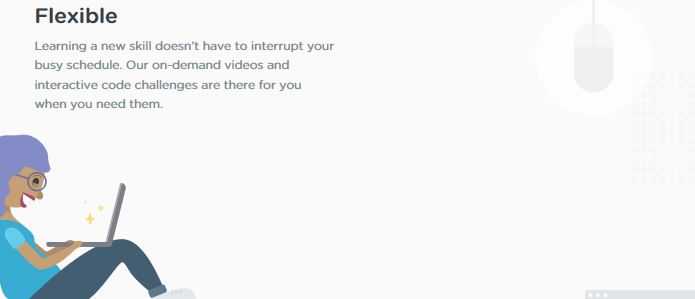 Flexible
Learning a new skill doesn't have to interrupt your
busy schedule. Our on-demand videos and
interactive code challenges are there for you
when you need them.